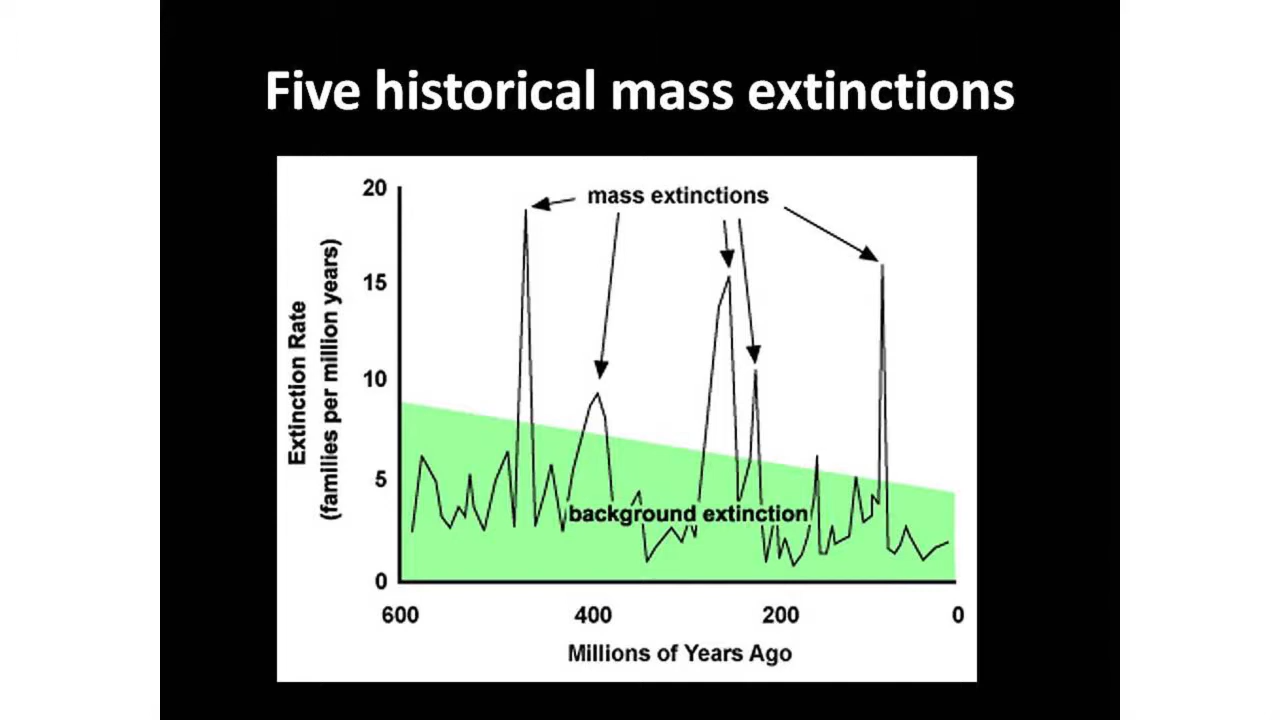 Five historical mass extinctions
20
mass extinctions
15
10
5
0
Extinction Rate
(families per million years)
background extinction
600
400
200
0
Millions of Years Ago